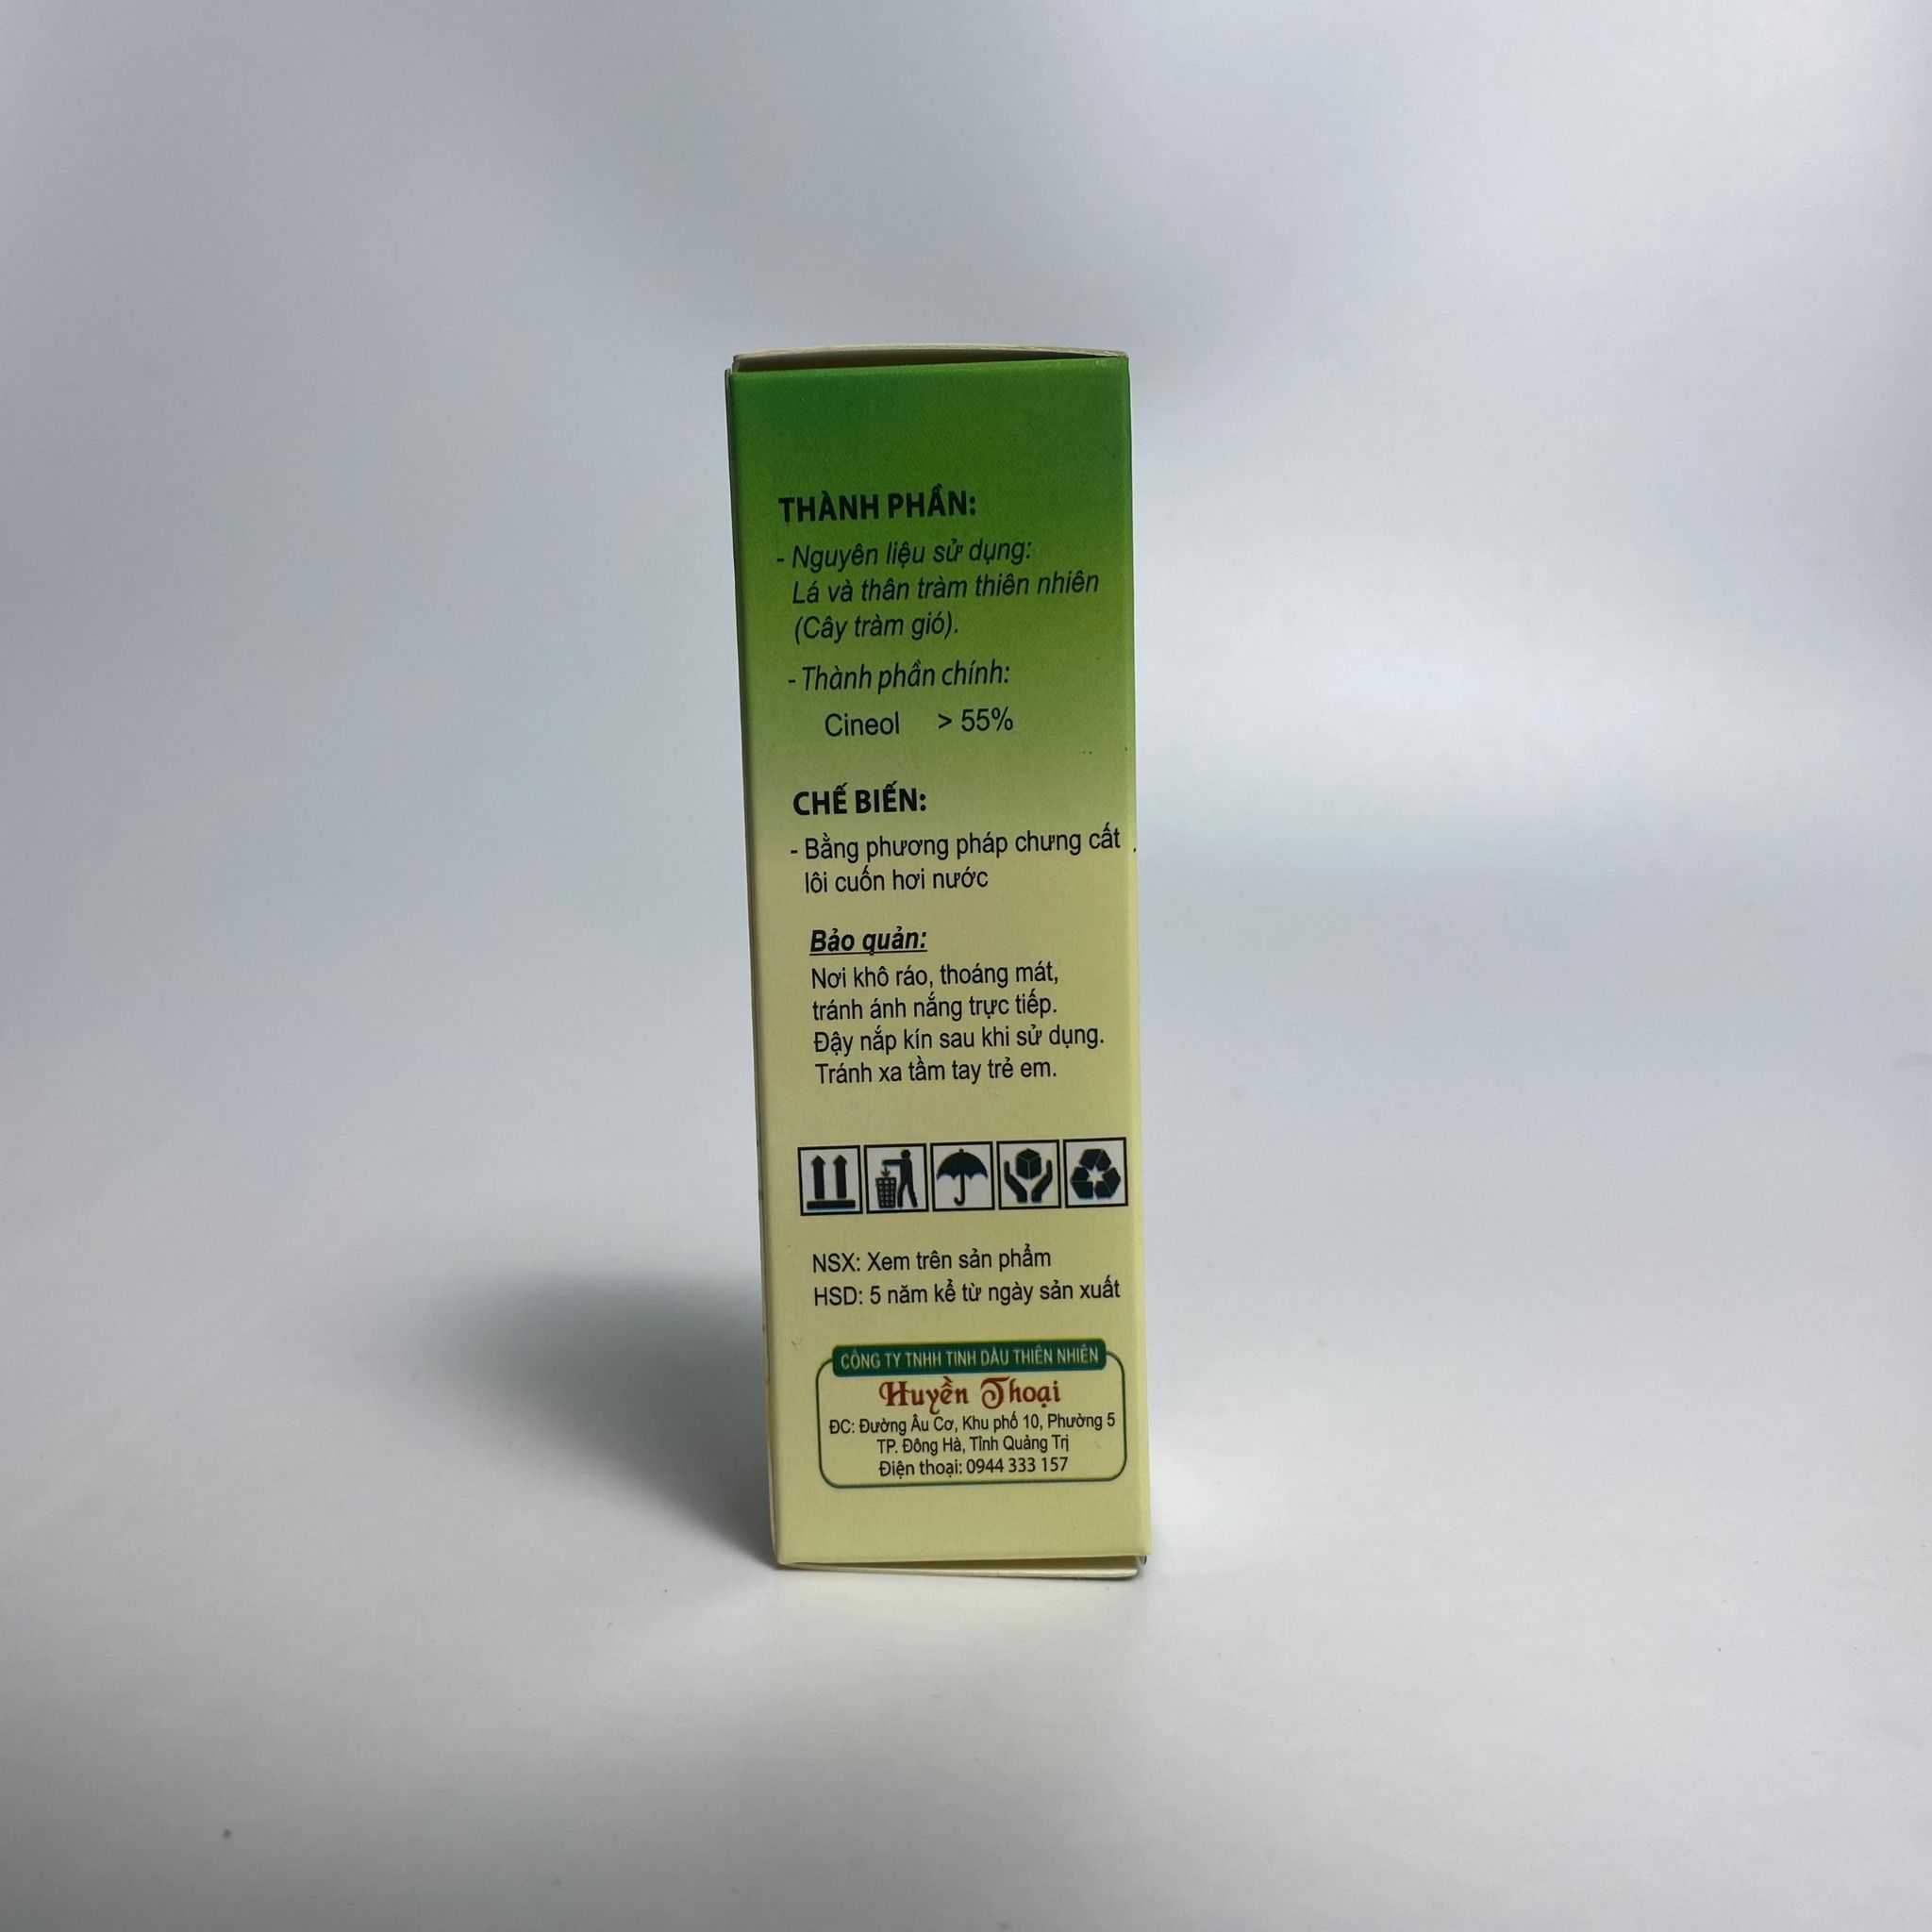 THÀNH PHẦN:
- Nguyên liệu sử dụng:
Lá và thân tràm thiên nhiên
(Cây tràm gió).
- Thành phần chính:
Cineol > 55%
CHẾ BIẾN:
- Bằng phương pháp chưng cất
lôi cuốn hơi nước
Bảo quản:
Nơi khô ráo, thoáng mát,
tránh ánh nắng trực tiếp.
Đậy nắp kín sau khi sử dụng.
Tránh xa tầm tay trẻ em.
NSX: Xem trên sản phẩm
HSD: 5 năm kể từ ngày sản xuất
CÔNG TY TNHH TINH DẦU THIÊN NHIÊN
Huyền Thoại
ĐC: Đường Âu Cơ, Khu phố 10, Phường 5
TP. Đông Hà, Tỉnh Quảng Trị
Điện thoại: 0944 333 157